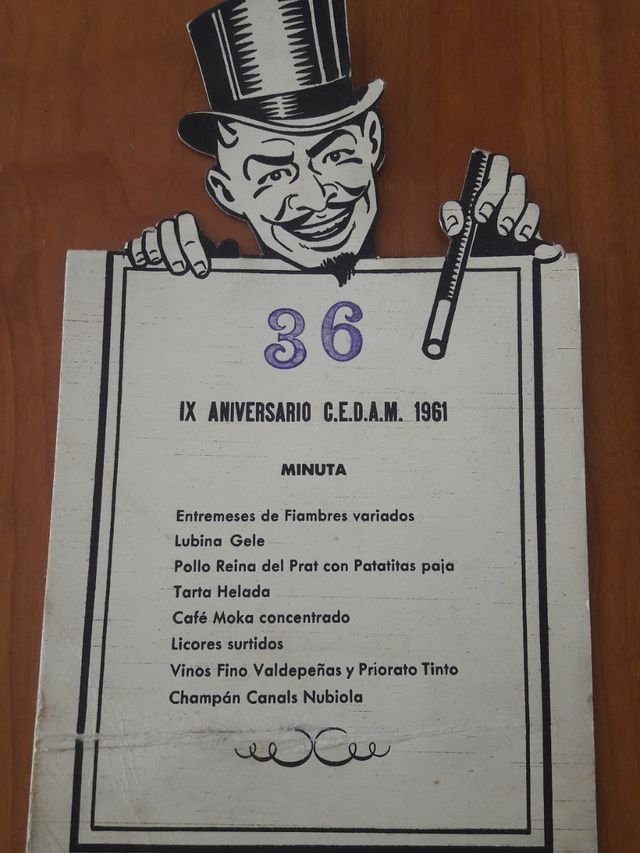 36
IX ANIVERSARIO C.E.D.A.M. 1961
MINUTA
Entremeses de Fiambres variados
Lubina Gele
Pollo Reina del Prat con Patatitas paja
Tarta Helada
Café Moka concentrado
Licores surtidos
Vinos Fino Valdepeñas y Priorato Tinto
Champán Canals Nubiola